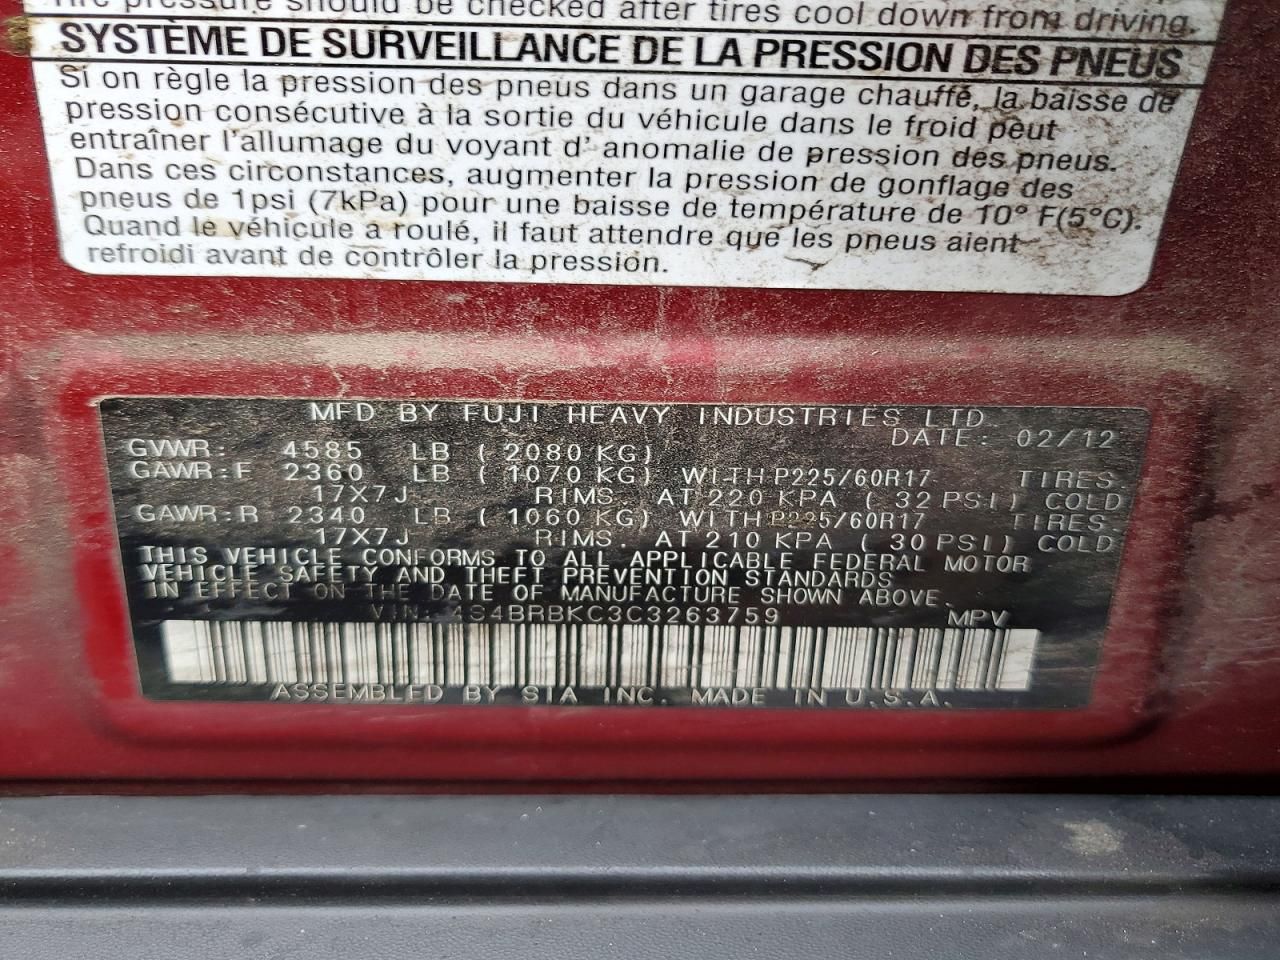 Tire pressure should be checked after tires cool down from driving.
SYSTÈME DE SURVEILLANCE DE LA PRESSION DES PNEUS
Si on règle la pression des pneus dans un garage chauffé, la baisse de
pression consécutive à la sortie du véhicule dans le froid peut
entraîner l'allumage du voyant d' anomalie de pression des pneus.
Dans ces circonstances, augmenter la pression de gonflage des
pneus de 1psi (7kPa) pour une baisse de température de 10° F(5°C).
Quand le véhicule a roulé, il faut attendre que les pneus aient
refroidi avant de contrôler la pression.
MFD BY FUJI HEAVY INDUSTRIES LTD.
DATE: 02/12
GVWR: 4585 LB ( 2080 KG)
GAWR:F 2360 LB ( 1070 KG) WITH P225/60R17 TIRES.
17X7J RIMS. AT 220 KPA ( 32 PSI) COLD
GAWR:R 2340 LB ( 1060 KG) WITH P225/60R17 TIRES.
17X7J RIMS. AT 210 KPA ( 30 PSI) COLD
THIS VEHICLE CONFORMS TO ALL APPLICABLE FEDERAL MOTOR
VEHICLE SAFETY AND THEFT PREVENTION STANDARDS
IN EFFECT ON THE DATE OF MANUFACTURE SHOWN ABOVE.
VIN: 4S4BRBKC3C3263759 MPV
ASSEMBLED BY SIA INC. MADE IN U.S.A.